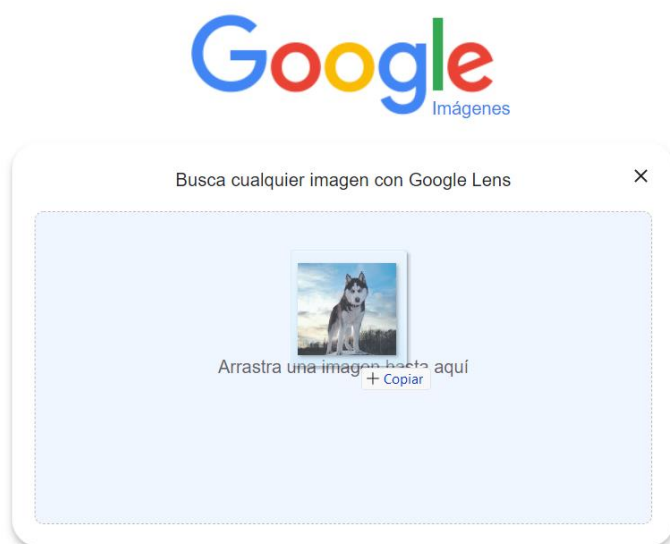 Google
Imágenes
Busca cualquier imagen con Google Lens
Arrastra una imagen hasta aquí
+ Copiar